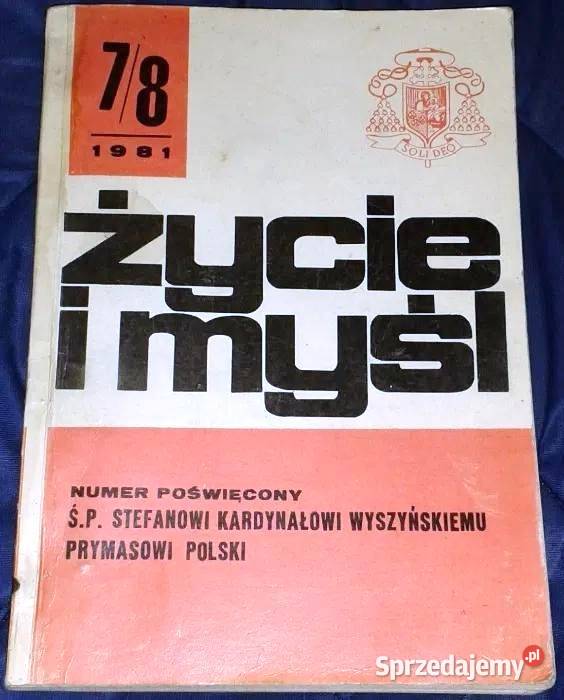 7/8
1981
SOLI DEO
życie
i myśl
NUMER POŚWIĘCONY
Ś.P. STEFANOWI KARDYNAŁOWI WYSZYŃSKIEMU
PRYMASOWI POLSKI
Sprzedajemy.pl